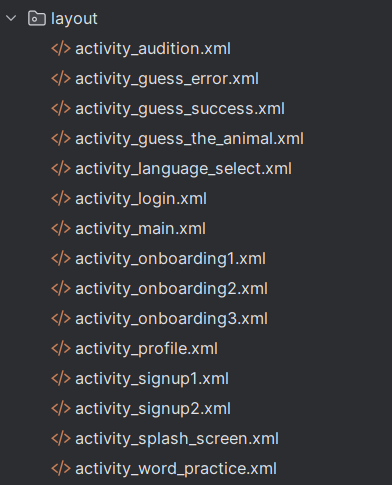 layout
activity_audition.xml
activity_guess_error.xml
activity_guess_success.xml
activity_guess_the_animal.xml
activity_language_select.xml
activity_login.xml
activity_main.xml
activity_onboarding1.xml
activity_onboarding2.xml
activity_onboarding3.xml
activity_profile.xml
activity_signup1.xml
activity_signup2.xml
activity_splash_screen.xml
activity_word_practice.xml